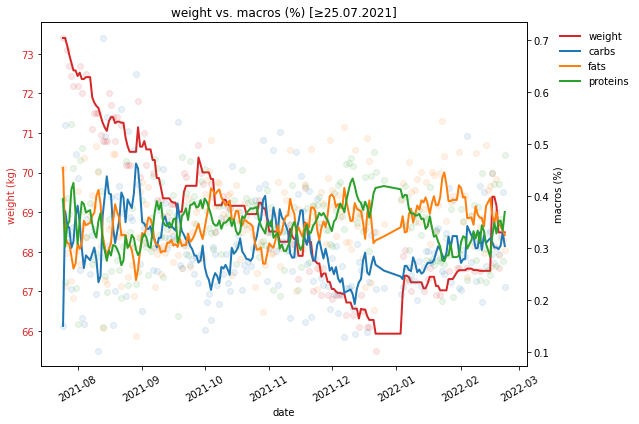 weight vs. macros (%) [≥25.07.2021]
weight
carbs
fats
proteins
73
72
71
70
69
68
67
66
weight (kg)
0.7
0.6
0.5
0.4
0.3
0.2
0.1
macros (%)
2021-08
2021-09
2021-10
2021-11
2021-12
2022-01
2022-02
2022-03
date